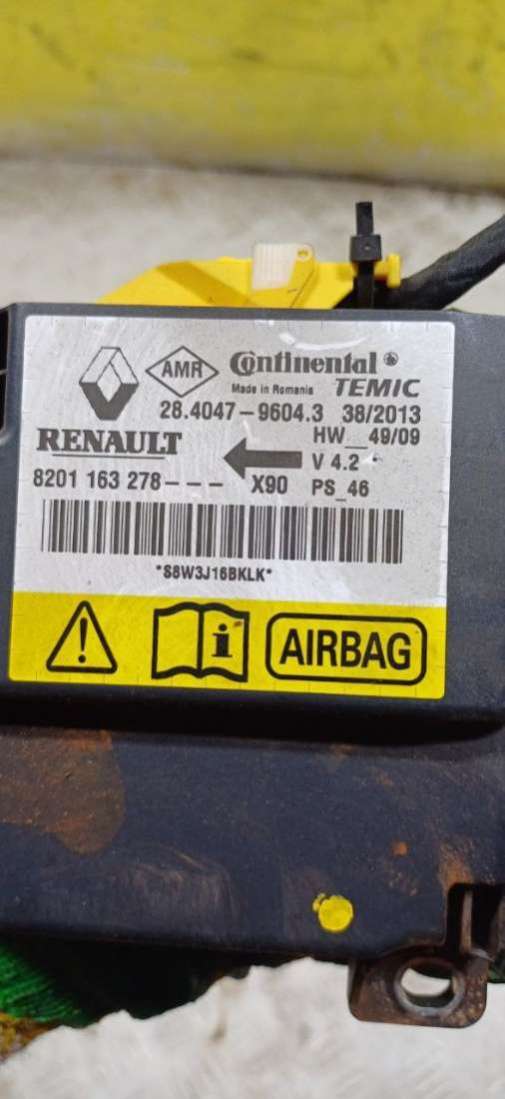 AMR Continental
Made in Romania TEMIC
28.4047-9604.3 38/2013
RENAULT HW__49/09
V 4.2
8201 163 278--- X90 PS_46
*S8W3J16BKLK*
i AIRBAG